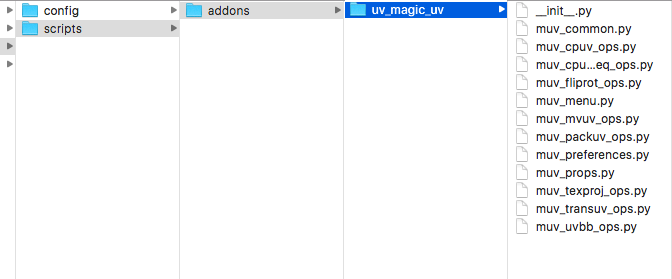 config
scripts
addons
uv_magic_uv
__init__.py
muv_common.py
muv_cpuv_ops.py
muv_cpu...eq_ops.py
muv_fliprot_ops.py
muv_menu.py
muv_mvuv_ops.py
muv_packuv_ops.py
muv_preferences.py
muv_props.py
muv_texproj_ops.py
muv_transuv_ops.py
muv_uvbb_ops.py